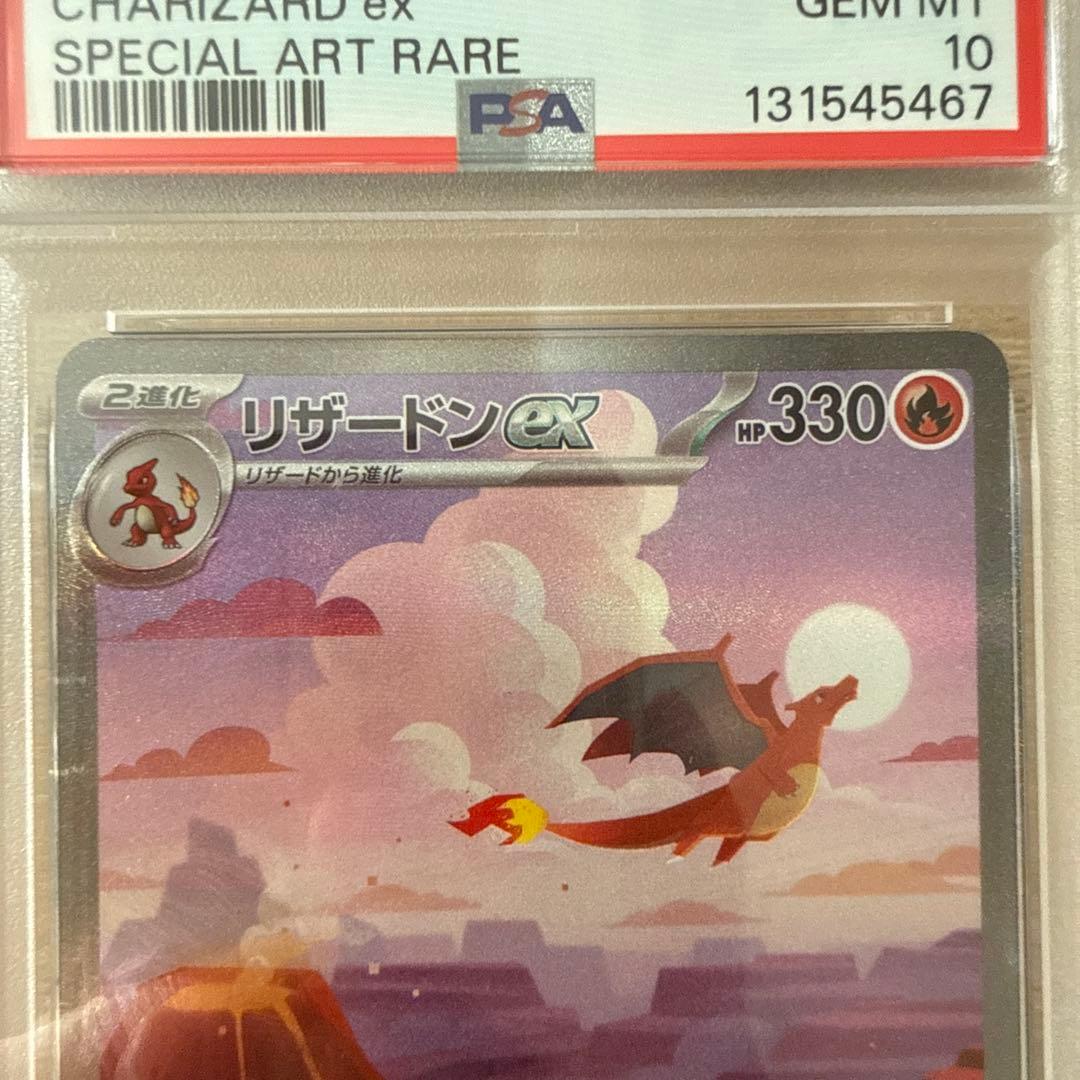 CHARIZARD ex
GEM MT
SPECIAL ART RARE
10
PSA
131545467
2進化
リザードンex
HP330
リザードから進化